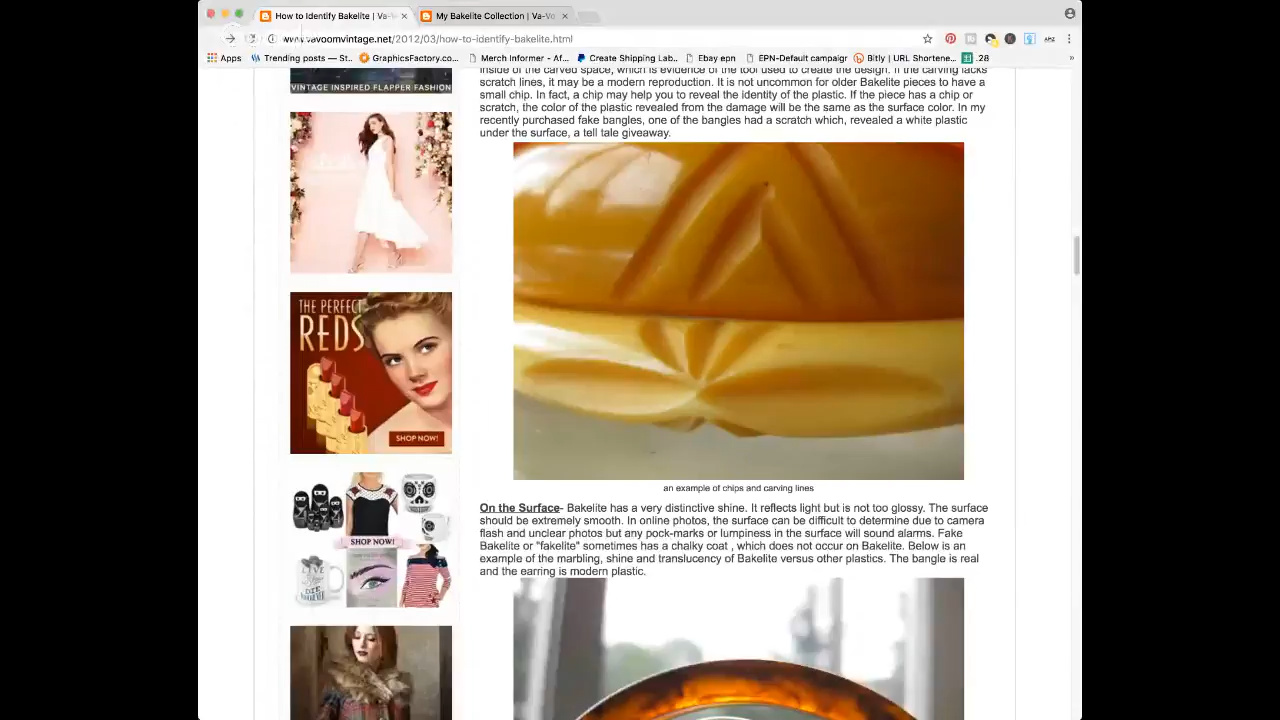 How to Identify Bakelite | Va-
My Bakelite Collection | Va-Vo
www.vavoomvintage.net/2012/03/how-to-identify-bakelite.html
Apps
Trending posts — St..
GraphicsFactory.co...
Merch Informer - Af...
Create Shipping Lab..
Ebay epn
EPN-Default campaign
Bitly | URL Shortene..
.28
»
VINTAGE INSPIRED FLAPPER FASHION
THE PERFECT
REDS
SHOP NOW!
SHOP NOW!
inside of the carved space, which is evidence of the tool used to create the design. If the carving lacks
scratch lines, it may be a modern reproduction. It is not uncommon for older Bakelite pieces to have a
small chip. In fact, a chip may help you to reveal the identity of the plastic. If the piece has a chip or
scratch, the color of the plastic revealed from the damage will be the same as the surface color. In my
recently purchased fake bangles, one of the bangles had a scratch which, revealed a white plastic
under the surface, a tell tale giveaway.
an example of chips and carving lines
On the Surface- Bakelite has a very distinctive shine. It reflects light but is not too glossy. The surface
should be extremely smooth. In online photos, the surface can be difficult to determine due to camera
flash and unclear photos but any pock-marks or lumpiness in the surface will sound alarms. Fake
Bakelite or "fakelite" sometimes has a chalky coat , which does not occur on Bakelite. Below is an
example of the marbling, shine and translucency of Bakelite versus other plastics. The bangle is real
and the earring is modern plastic.